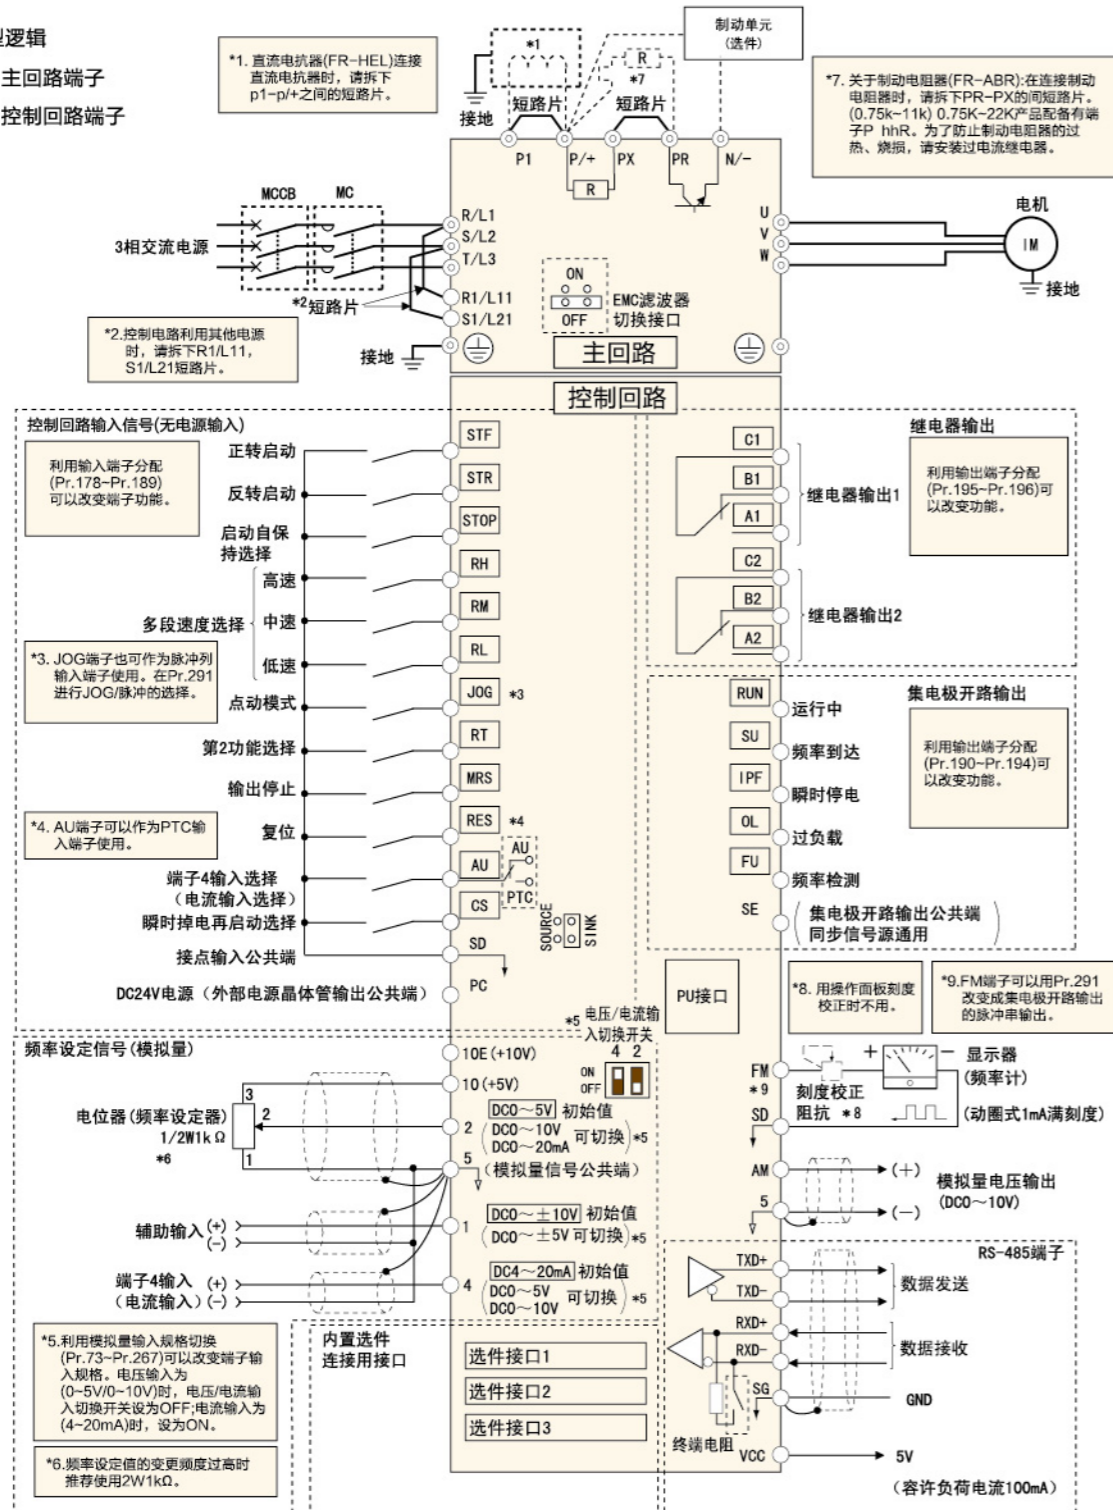 型逻辑
主回路端子
控制回路端子
*1. 直流电抗器(FR-HEL)连接
直流电抗器时，请拆下
p1-p/+之间的短路片。
*1
接地
短路片
R
*7
短路片
制动单元
(选件)
*7. 关于制动电阻器(FR-ABR):在连接制动
电阻器时，请拆下PR-PX的间短路片。
(0.75k~11k) 0.75K~22K产品配备有端
子P hhR。为了防止制动电阻器的过
热、烧损，请安装过电流继电器。
P1
P/+
PX
PR
N/-
R
MCCB
MC
3相交流电源
R/L1
S/L2
T/L3
R1/L11
S1/L21
*2短路片
*2.控制电路利用其他电源
时，请拆下R1/L11，
S1/L21短路片。
接地
ON
OFF
EMC滤波器
切换接口
主回路
U
V
W
电机
IM
接地
控制回路
控制回路输入信号(无电源输入)
利用输入端子分配
(Pr.178~Pr.189)
可以改变端子功能。
正转启动
STF
反转启动
STR
启动自保
持选择
STOP
多段速度选择
高速
RH
中速
RM
低速
RL
*3. JOG端子也可作为脉冲列
输入端子使用。在Pr.291
进行JOG/脉冲的选择。
点动模式
JOG
*3
第2功能选择
RT
输出停止
MRS
*4. AU端子可以作为PTC输
入端子使用。
复位
RES
*4
端子4输入选择
（电流输入选择）
AU
AU
PTC
瞬时掉电再启动选择
CS
SOURCE
SINK
接点输入公共端
SD
DC24V电源（外部电源晶体管输出公共端）
PC
继电器输出
C1
B1
A1
继电器输出1
利用输出端子分配
(Pr.195~Pr.196)可
以改变功能。
C2
B2
A2
继电器输出2
集电极开路输出
RUN
运行中
SU
频率到达
IPF
瞬时停电
OL
过负载
FU
频率检测
SE
集电极开路输出公共端
同步信号源通用
利用输出端子分配
(Pr.190~Pr.194)可
以改变功能。
PU接口
*8. 用操作面板刻度
校正时不用。
*9.FM端子可以用Pr.291
改变成集电极开路输出
的脉冲串输出。
频率设定信号(模拟量)
*5 电压/电流输
入切换开关
4 2
ON
OFF
10E(+10V)
10(+5V)
电位器(频率设定器)
1/2W1kΩ
*6
3
2
1
2
DC0～5V 初始值
(DC0～10V
DC0～20mA 可切换)*5
5
(模拟量信号公共端)
辅助输入 (+)
(−)
1
DC0～±10V 初始值
(DC0～±5V 可切换)*5
端子4输入 (+)
(电流输入)(−)
4
DC4～20mA 初始值
(DC0～5V
DC0～10V 可切换)*5
FM
*9
刻度校正
阻抗 *8
+
−
显示器
(频率计)
SD
(动圈式1mA满刻度)
AM
(+)
5
(−)
模拟量电压输出
(DC0～10V)
RS-485端子
TXD+
TXD-
数据发送
RXD+
RXD-
数据接收
SG
GND
终端电阻
VCC
5V
(容许负荷电流100mA)
*5.利用模拟量输入规格切换
(Pr.73~Pr.267)可以改变端子输
入规格。电压输入为
(0~5V/0~10V)时，电压/电流输
入切换开关设为OFF;电流输入为
(4~20mA)时，设为ON。
*6.频率设定值的变更频度过高时
推荐使用2W1kΩ。
内置选件
连接用接口
选件接口1
选件接口2
选件接口3